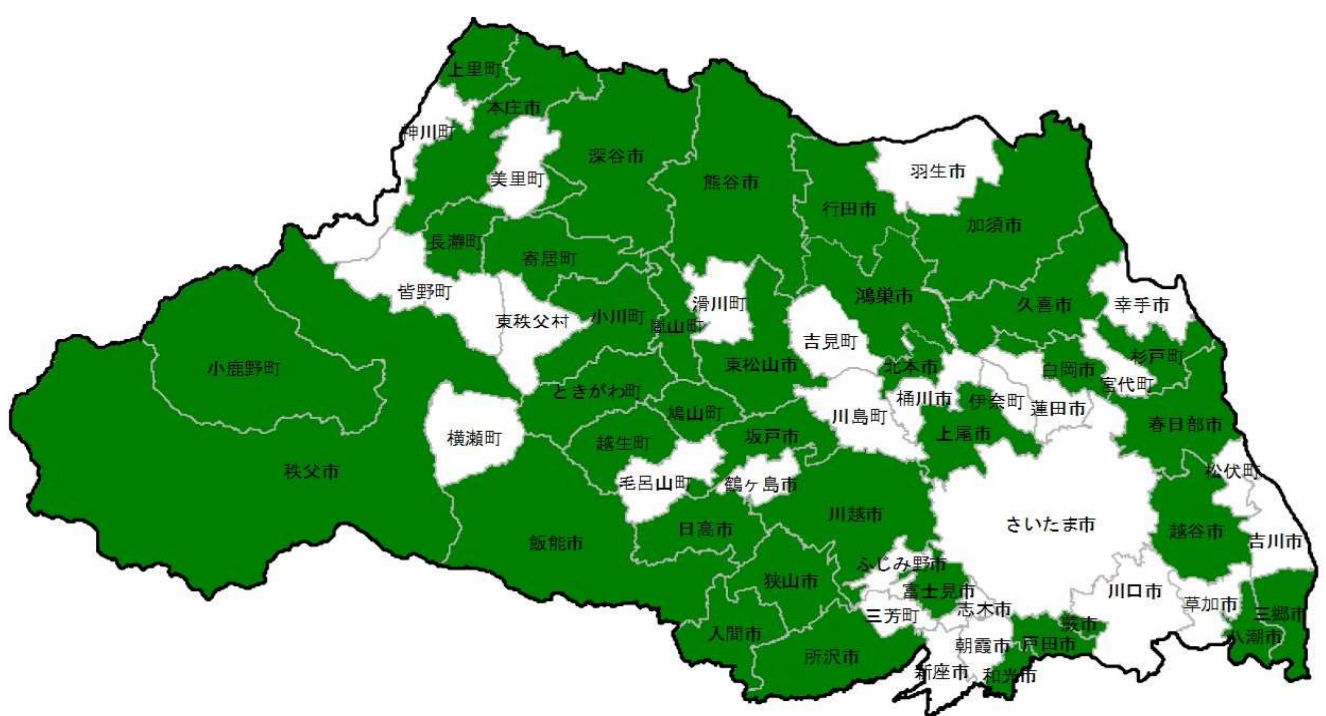 上里町
本庄市
神川町
深谷市
美里町
熊谷市
羽生市
行田市
加須市
長瀞町
寄居町
皆野町
鴻巣市
久喜市
幸手市
滑川町
東秩父村
小川町
嵐山町
吉見町
杉戸町
小鹿野町
東松山市
北本市
白岡市
宮代町
ときがわ町
桶川市
伊奈町
蓮田市
鳩山町
川島町
春日部市
横瀬町
越生町
坂戸市
上尾市
秩父市
毛呂山町
鶴ヶ島市
松伏町
川越市
さいたま市
日高市
越谷市
飯能市
吉川市
ふじみ野市
狭山市
富士見市
川口市
志木市
草加市
三芳町
三郷市
蕨市
入間市
八潮市
朝霞市
戸田市
所沢市
新座市
和光市